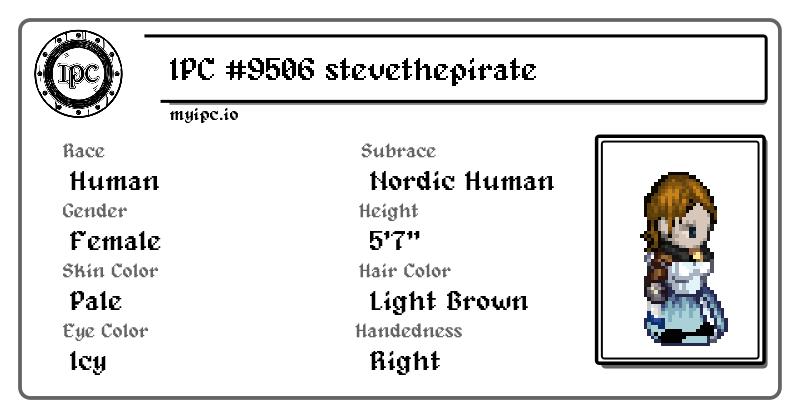 IPC
IPC #9506 stevethepirate
myipc.io
Race
Subrace
Human
Nordic Human
Gender
Height
Female
5'7"
Skin Color
Hair Color
Pale
Light Brown
Eye Color
Handedness
Icy
Right